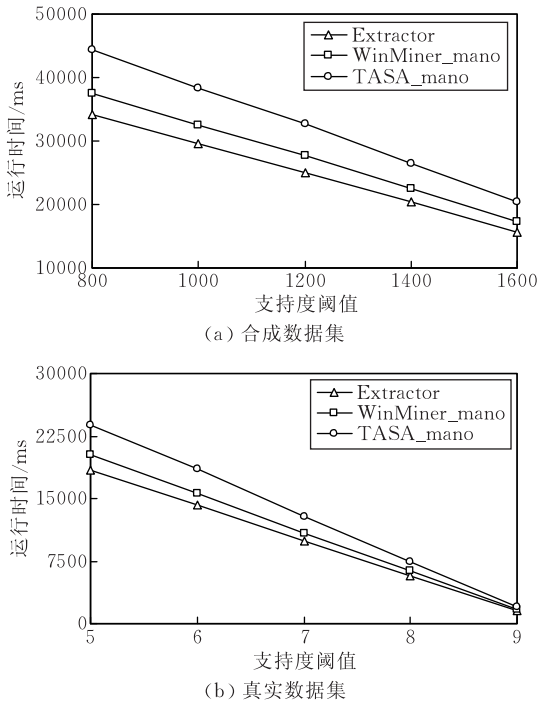 50000
40000
30000
20000
10000
运行时间/ms
Extractor
WinMiner_mano
TASA_mano
800 1000 1200 1400 1600
支持度阈值
(a) 合成数据集
30000
22500
15000
7500
0
运行时间/ms
Extractor
WinMiner_mano
TASA_mano
5 6 7 8 9
支持度阈值
(b) 真实数据集